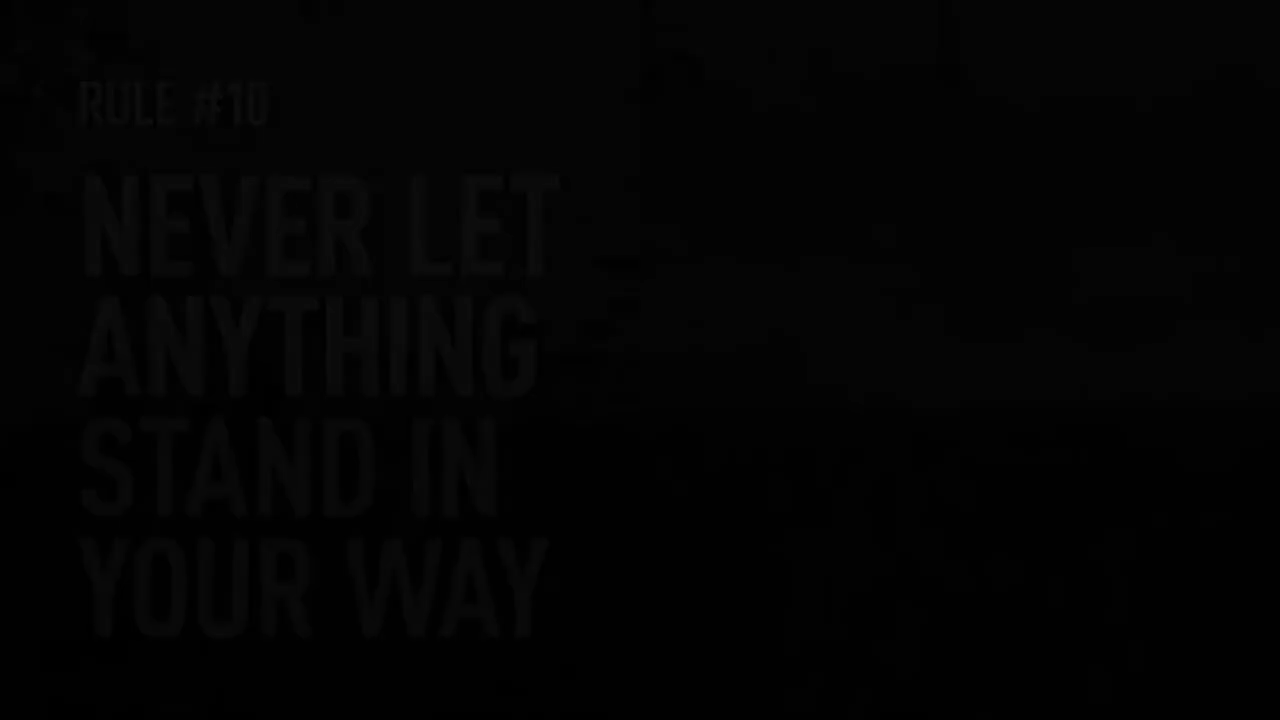 RULE #10
NEVER LET
ANYTHING
STAND IN
YOUR WAY